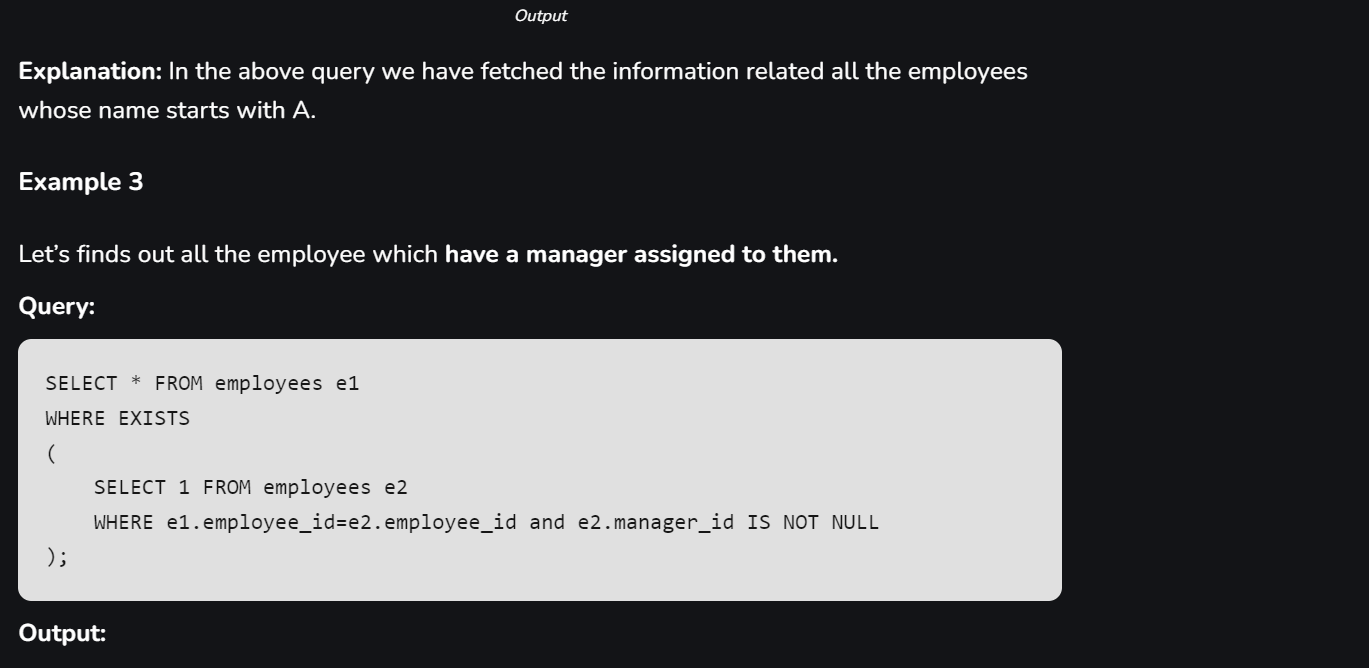 Output
Explanation: In the above query we have fetched the information related all the employees
whose name starts with A.
Example 3
Let’s finds out all the employee which have a manager assigned to them.
Query:
SELECT * FROM employees e1
WHERE EXISTS
(
    SELECT 1 FROM employees e2
    WHERE e1.employee_id=e2.employee_id and e2.manager_id IS NOT NULL
);
Output: